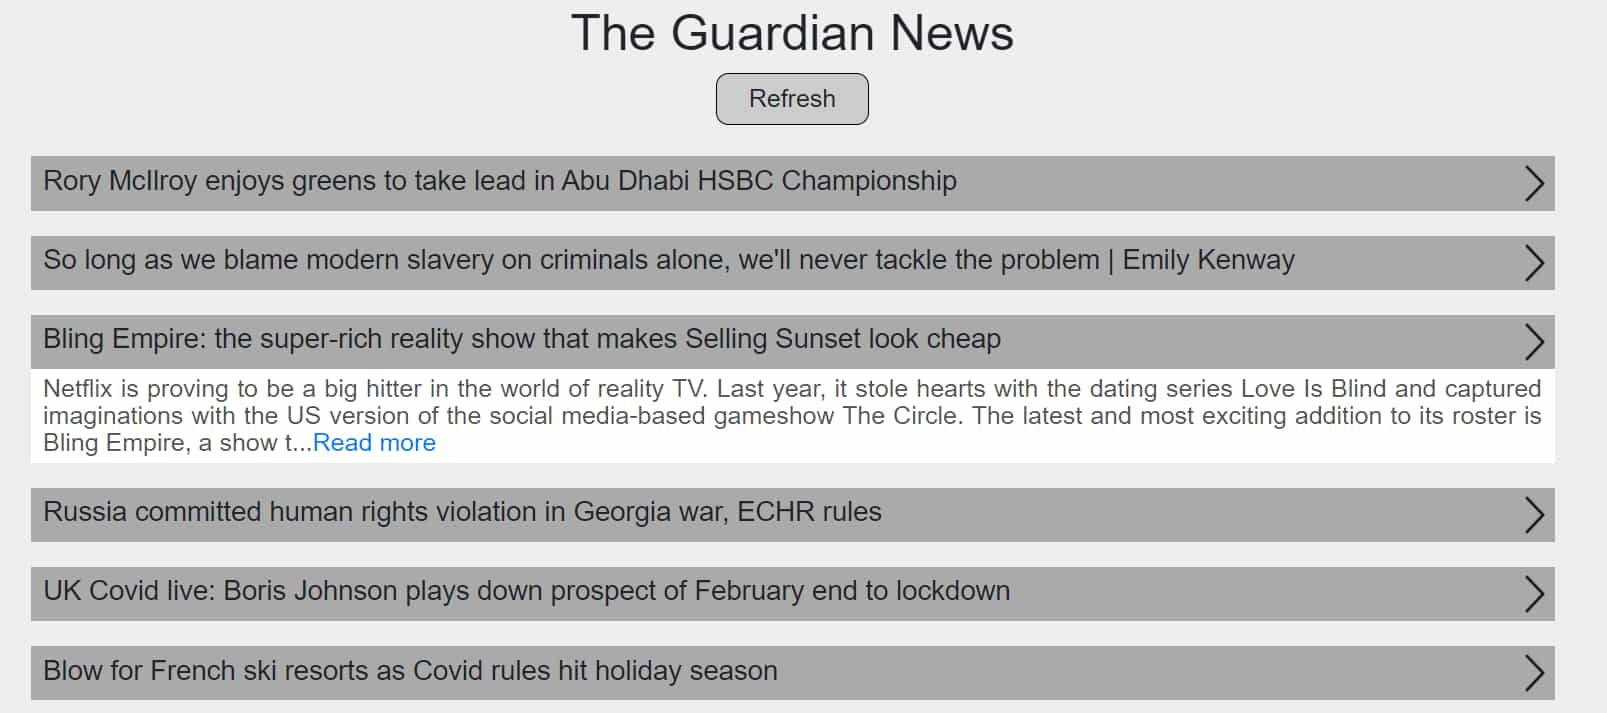 The Guardian News
Refresh
Rory McIlroy enjoys greens to take lead in Abu Dhabi HSBC Championship
So long as we blame modern slavery on criminals alone, we'll never tackle the problem | Emily Kenway
Bling Empire: the super-rich reality show that makes Selling Sunset look cheap
Netflix is proving to be a big hitter in the world of reality TV. Last year, it stole hearts with the dating series Love Is Blind and captured
imaginations with the US version of the social media-based gameshow The Circle. The latest and most exciting addition to its roster is
Bling Empire, a show t...Read more
Russia committed human rights violation in Georgia war, ECHR rules
UK Covid live: Boris Johnson plays down prospect of February end to lockdown
Blow for French ski resorts as Covid rules hit holiday season